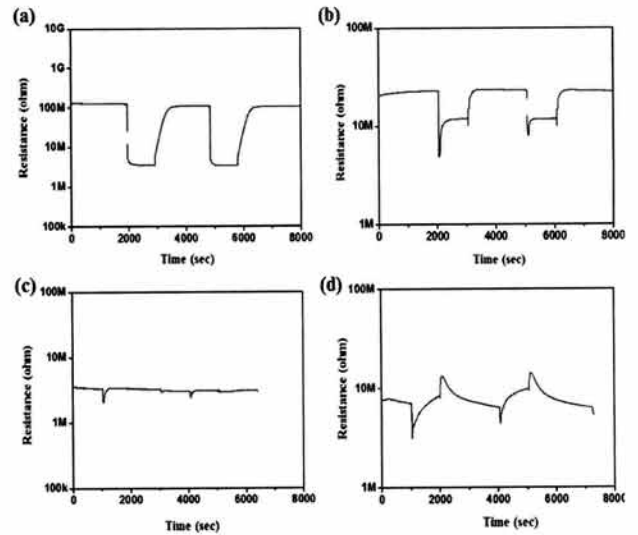 (a)
10G
1G
100M
10M
1M
100k
Resistance (ohm)
0 2000 4000 6000 8000
Time (sec)
(b)
100M
10M
1M
Resistance (ohm)
0 2000 4000 6000 8000
Time (sec)
(c)
100M
10M
1M
100k
Resistance (ohm)
0 2000 4000 6000 8000
Time (sec)
(d)
100M
10M
1M
Resistance (ohm)
0 2000 4000 6000 8000
Time (sec)